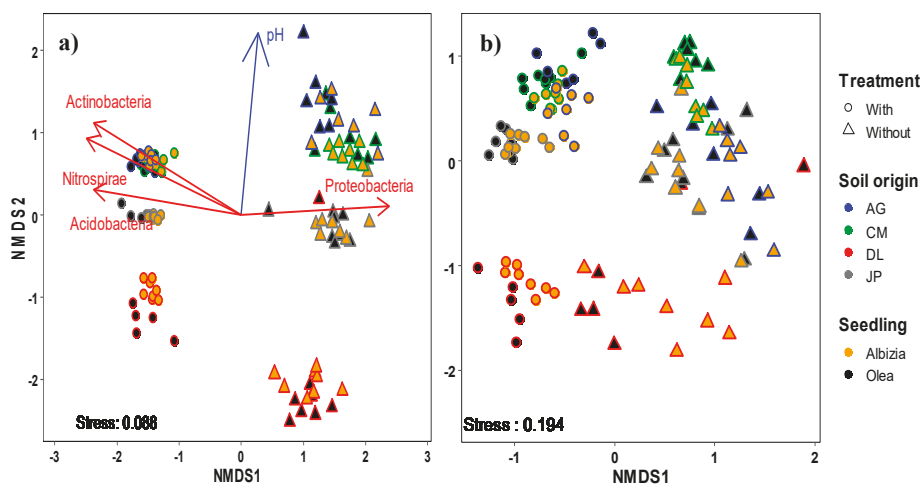 a)
pH
Actinobacteria
Nitrospirae
Acidobacteria
Proteobacteria
Stress: 0.088
NMDS2
2
1
0
-1
-2
-3
-2
-1
0
1
2
3
NMDS1
b)
1
0
-1
-2
Stress : 0.194
-1
0
1
2
NMDS1
Treatment
With
Without
Soil origin
AG
CM
DL
JP
Seedling
Albizia
Olea